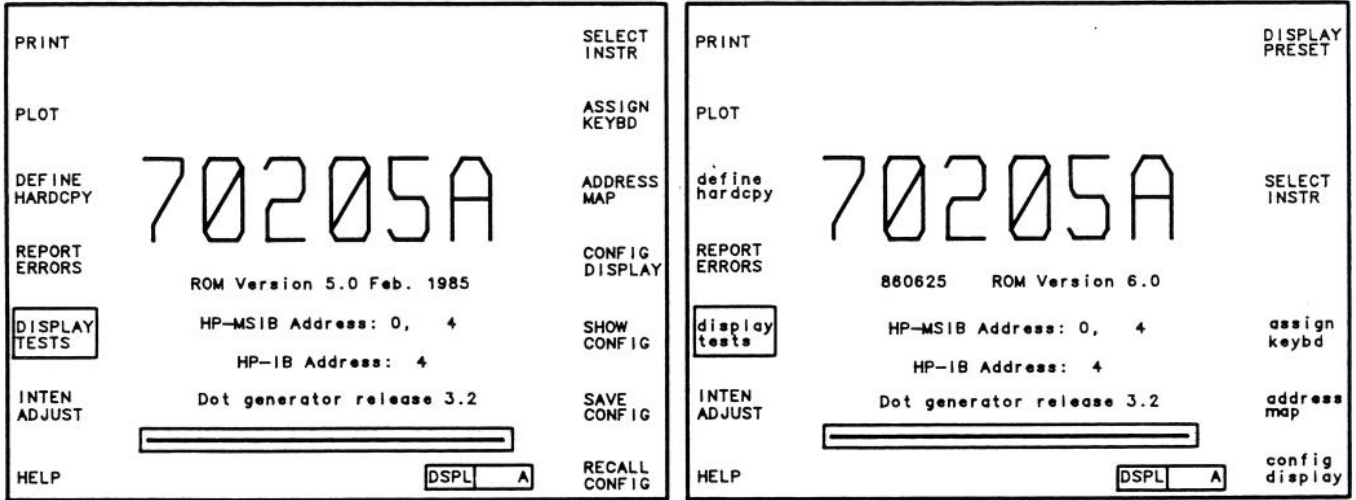 PRINT
PLOT
DEFINE
HARDCPY
REPORT
ERRORS
DISPLAY
TESTS
INTEN
ADJUST
HELP
70205A
ROM Version 5.0 Feb. 1985
HP-MSIB Address: 0, 4
HP-IB Address: 4
Dot generator release 3.2
DSPL A
SELECT
INSTR
ASSIGN
KEYBD
ADDRESS
MAP
CONFIG
DISPLAY
SHOW
CONFIG
SAVE
CONFIG
RECALL
CONFIG
PRINT
PLOT
define
hardcpy
REPORT
ERRORS
display
tests
INTEN
ADJUST
HELP
70205A
860625 ROM Version 6.0
HP-MSIB Address: 0, 4
HP-IB Address: 4
Dot generator release 3.2
DSPL A
DISPLAY
PRESET
SELECT
INSTR
assign
keybd
address
map
config
display